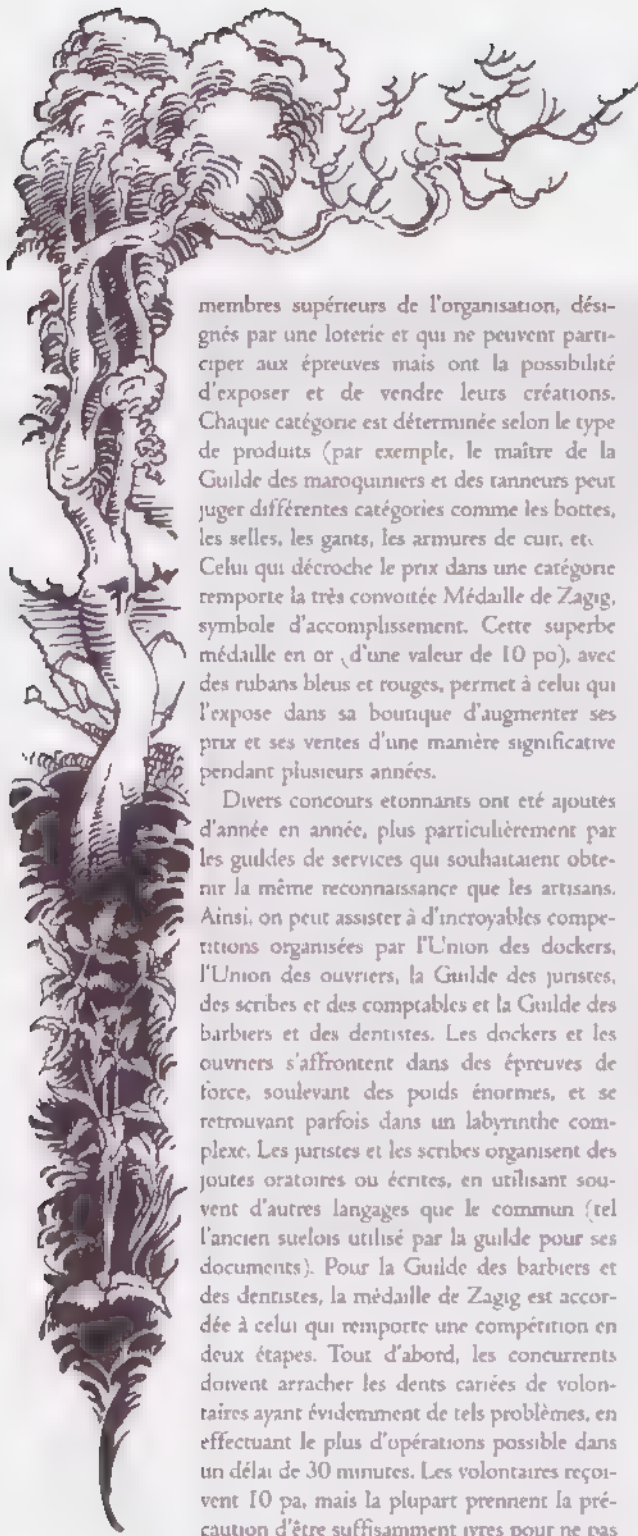 membres supérieurs de l'organisation, dési-
gnés par une loterie et qui ne peuvent parti-
ciper aux épreuves mais ont la possibilité
d'exposer et de vendre leurs créations.
Chaque catégorie est déterminée selon le type
de produits (par exemple, le maître de la
Guilde des maroquiniers et des tanneurs peut
juger différentes catégories comme les bottes,
les selles, les gants, les armures de cuir, etc
Celui qui décroche le prix dans une catégorie
remporte la très convoitée Médaille de Zagig,
symbole d'accomplissement. Cette superbe
médaille en or (d'une valeur de 10 po), avec
des rubans bleus et rouges, permet à celui qui
l'expose dans sa boutique d'augmenter ses
prix et ses ventes d'une manière significative
pendant plusieurs années.
Divers concours etonnants ont eté ajoutés
d'année en année, plus particulièrement par
les guildes de services qui souhaitaient obte-
nir la même reconnaissance que les artisans.
Ainsi, on peut assister à d'incroyables compe-
titions organisées par l'Union des dockers,
l'Union des ouvriers, la Guilde des juristes,
des scribes et des comptables et la Guilde des
barbiers et des dentistes. Les dockers et les
ouvriers s'affrontent dans des épreuves de
force, soulevant des poids énormes, et se
retrouvant parfois dans un labyrinthe com-
plexe. Les juristes et les scribes organisent des
joutes oratoires ou écrites, en utilisant sou-
vent d'autres langages que le commun (tel
l'ancien suelois utilisé par la guilde pour ses
documents). Pour la Guilde des barbiers et
des dentistes, la médaille de Zagig est accor-
dée à celui qui remporte une compétition en
deux étapes. Tout d'abord, les concurrents
doivent arracher les dents cariées de volon-
taires ayant évidemment de tels problèmes, en
effectuant le plus d'opérations possible dans
un délai de 30 minutes. Les volontaires reçoi-
vent 10 pa, mais la plupart prennent la pré-
caution d'être suffisamment ivres pour ne pas